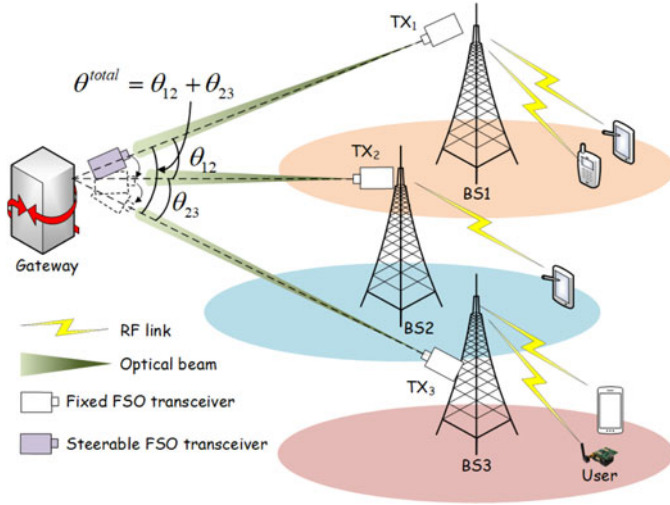 TX₁
θᵗᵒᵗᵃˡ = θ₁₂ + θ₂₃
TX₂
θ₁₂
θ₂₃
BS1
Gateway
BS2
RF link
Optical beam
TX₃
Fixed FSO transceiver
Steerable FSO transceiver
BS3
User